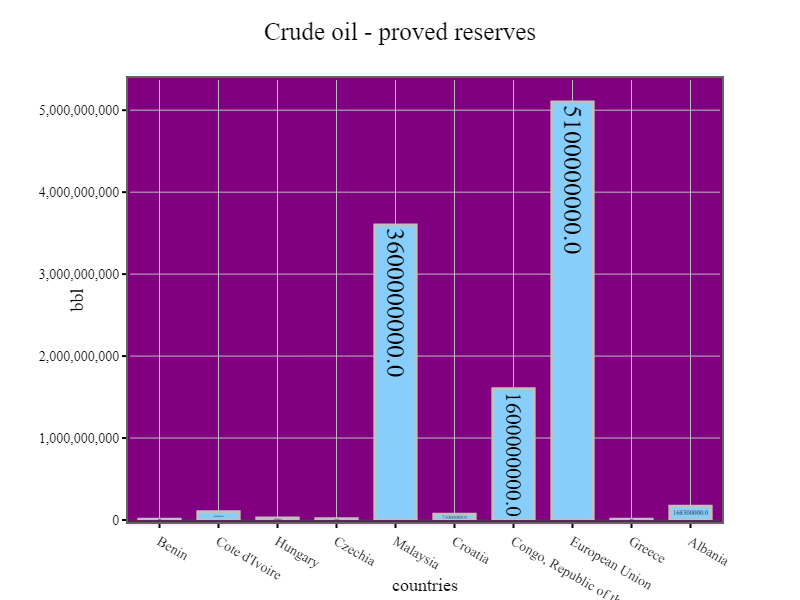 Crude oil - proved reserves
bbl
5,000,000,000
4,000,000,000
3,000,000,000
2,000,000,000
1,000,000,000
0
3600000000.0
71000000.0
1600000000.0
5100000000.0
168300000.0
Benin
Cote d'Ivoire
Hungary
Czechia
Malaysia
Croatia
Congo, Republic of
European Union
Greece
Albania
countries